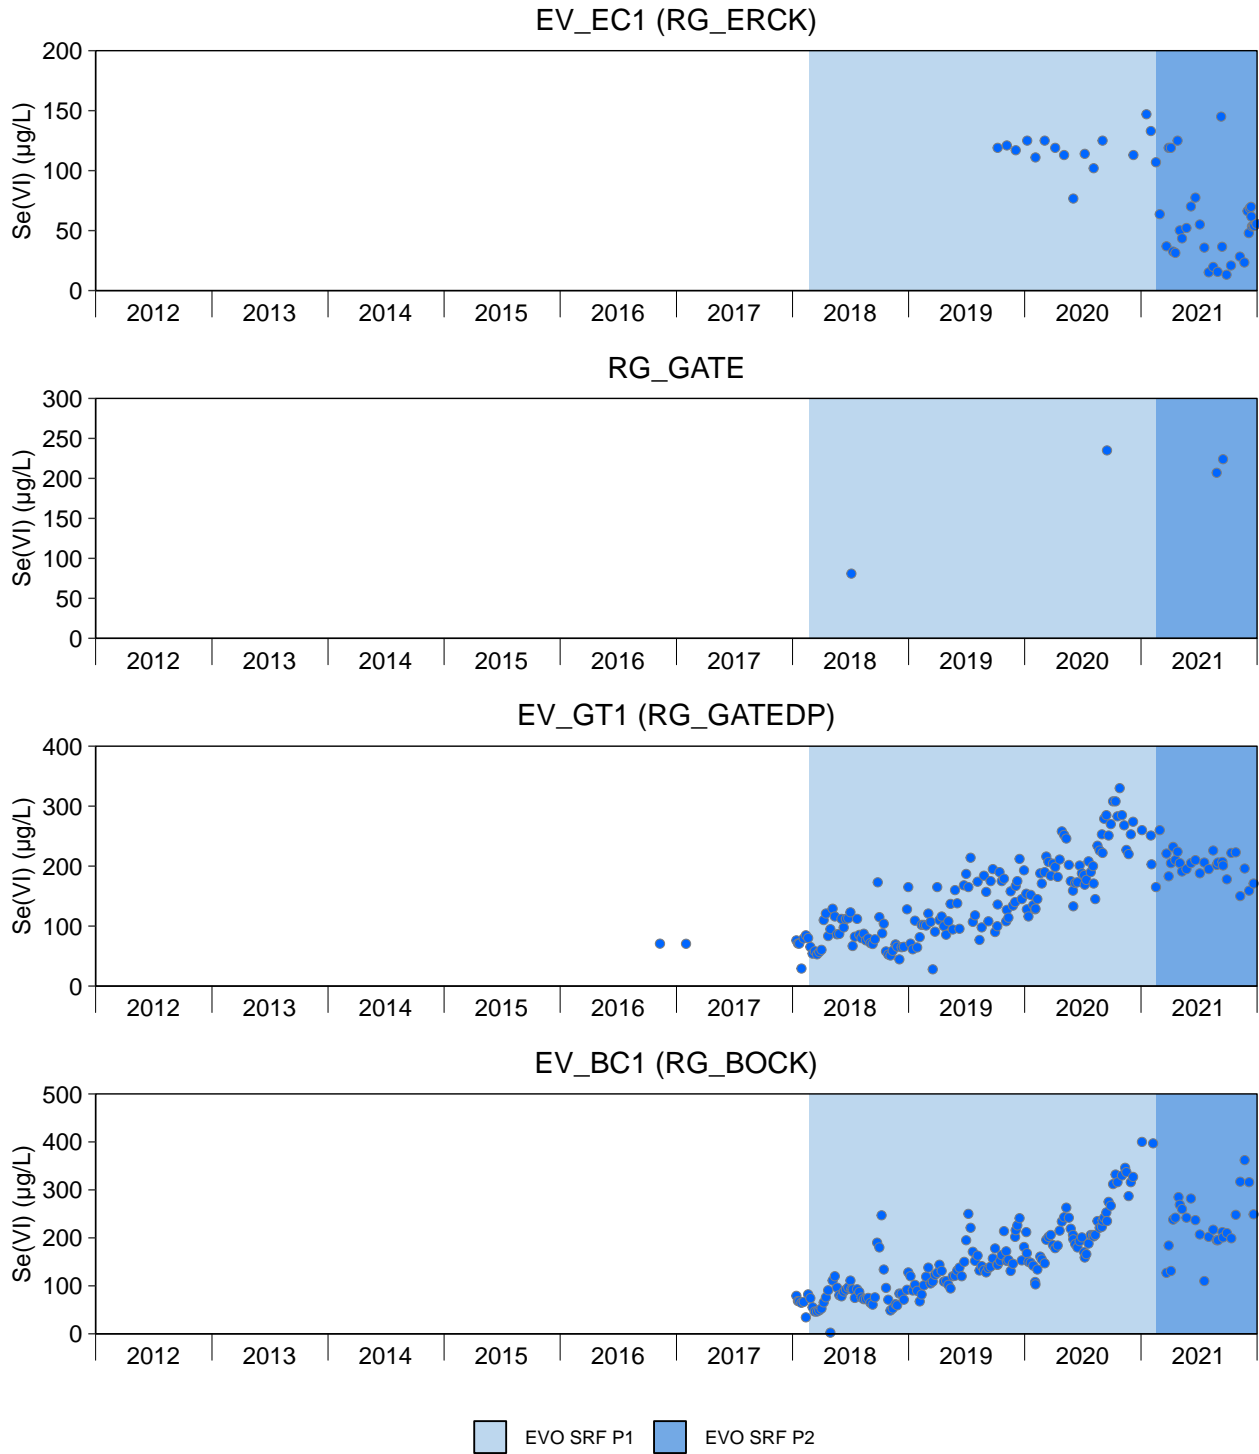 EV_EC1 (RG_ERCK)
Se(VI) (µg/L)
200
150
100
50
0
2012 2013 2014 2015 2016 2017 2018 2019 2020 2021
RG_GATE
Se(VI) (µg/L)
300
250
200
150
100
50
0
2012 2013 2014 2015 2016 2017 2018 2019 2020 2021
EV_GT1 (RG_GATEDP)
Se(VI) (µg/L)
400
300
200
100
0
2012 2013 2014 2015 2016 2017 2018 2019 2020 2021
EV_BC1 (RG_BOCK)
Se(VI) (µg/L)
500
400
300
200
100
0
2012 2013 2014 2015 2016 2017 2018 2019 2020 2021
EVO SRF P1 EVO SRF P2